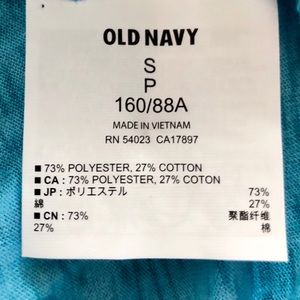 OLD NAVY
S
P
160/88A
MADE IN VIETNAM
RN 54023 CA17897
■ 73% POLYESTER, 27% COTTON
■ CA : 73% POLYESTER, 27% COTON
■ JP : ポリエステル 73%
綿 27%
■ CN : 73% 聚酯纤维
27% 棉